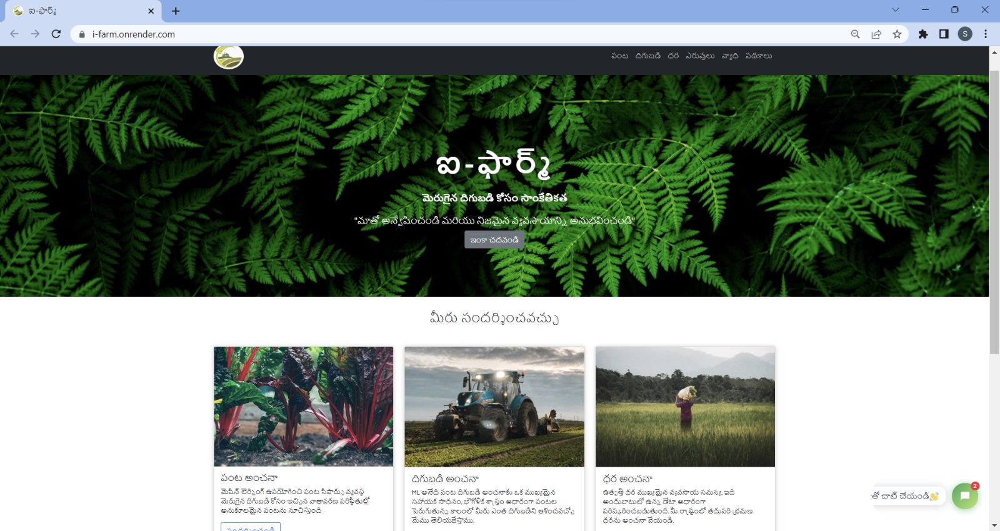 ఐ-ఫార్మ్
i-farm.onrender.com
S
పంట దిగుబడి ధర ఎరువులు వ్యాధి పథకాలు
ఐ-ఫార్మ్
మెరుగైన దిగుబడి కోసం సాంకేతికత
"మాతో అన్వేషించండి మరియు నిజమైన వ్యవసాయాన్ని అనుభవించండి"
ఇంకా చదవండి
మీరు సందర్శించవచ్చు
పంట అంచనా
మెషిన్ లెర్నింగ్ ఉపయోగించి పంట సిఫార్సు వ్యవస్థ
మెరుగైన దిగుబడి కోసం ఇచ్చిన వాతావరణ పరిస్థితుల్లో
అనుకూలమైన పంటను సూచిస్తుంది
సందర్శించండి
దిగుబడి అంచనా
ML అనేది పంట దిగుబడి అంచనాకు ఒక ముఖ్యమైన
సహాయక సాధనం, భౌగోళిక శాస్త్రం ఆధారంగా పంటల
పెరుగుతున్న కాలంలో మీరు ఎంత దిగుబడిని ఆశించవచ్చో
మేము తెలియజేస్తాము.
ధర అంచనా
ఉత్పత్తి ధర ముఖ్యమైన వ్యవసాయ సమస్య. ఇది
అందుబాటులో ఉన్న డేటా ఆధారంగా
పరిష్కరించబడుతుంది. మీ రాష్ట్రంలో తదుపరి భ్రమణ
ధరను అంచనా వేయండి.
తో చాట్ చేయండి
2